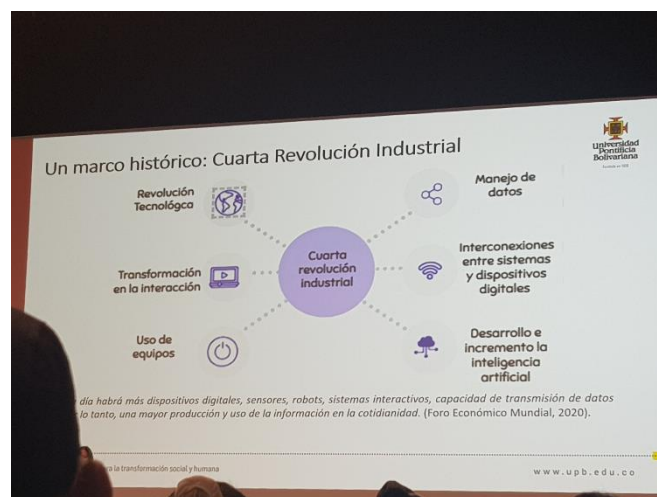 Un marco histórico: Cuarta Revolución Industrial
Universidad
Pontificia
Bolivariana
Revolución
Tecnológca
Transformación
en la interacción
Uso de
equipos
Cuarta
revolución
industrial
Manejo de
datos
Interconexiones
entre sistemas
y dispositivos
digitales
Desarrollo e
incremento la
inteligencia
artificial
día habrá más dispositivos digitales, sensores, robots, sistemas interactivos, capacidad de transmisión de datos
lo tanto, una mayor producción y uso de la información en la cotidianidad. (Foro Económico Mundial, 2020).
la transformación social y humana
www.upb.edu.co